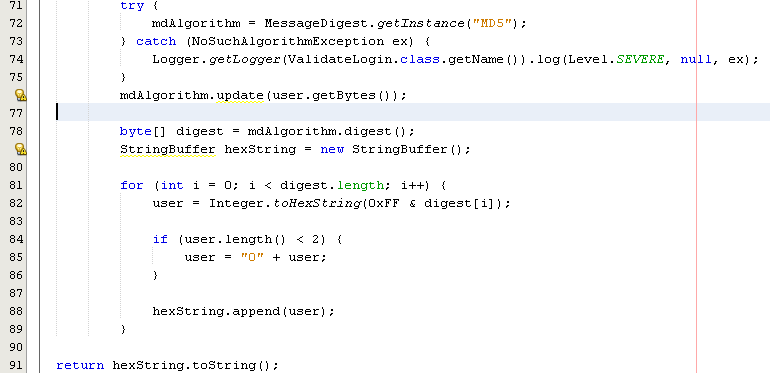 71 try {
72 mdAlgorithm = MessageDigest.getInstance("MD5");
73 } catch (NoSuchAlgorithmException ex) {
74 Logger.getLogger(ValidateLogin.class.getName()).log(Level.SEVERE, null, ex);
75 }
mdAlgorithm.update(user.getBytes());
77
78 byte[] digest = mdAlgorithm.digest();
StringBuffer hexString = new StringBuffer();
80
81 for (int i = 0; i < digest.length; i++) {
82 user = Integer.toHexString(0xFF & digest[i]);
83
84 if (user.length() < 2) {
85 user = "0" + user;
86 }
87
88 hexString.append(user);
89 }
90
91 return hexString.toString();